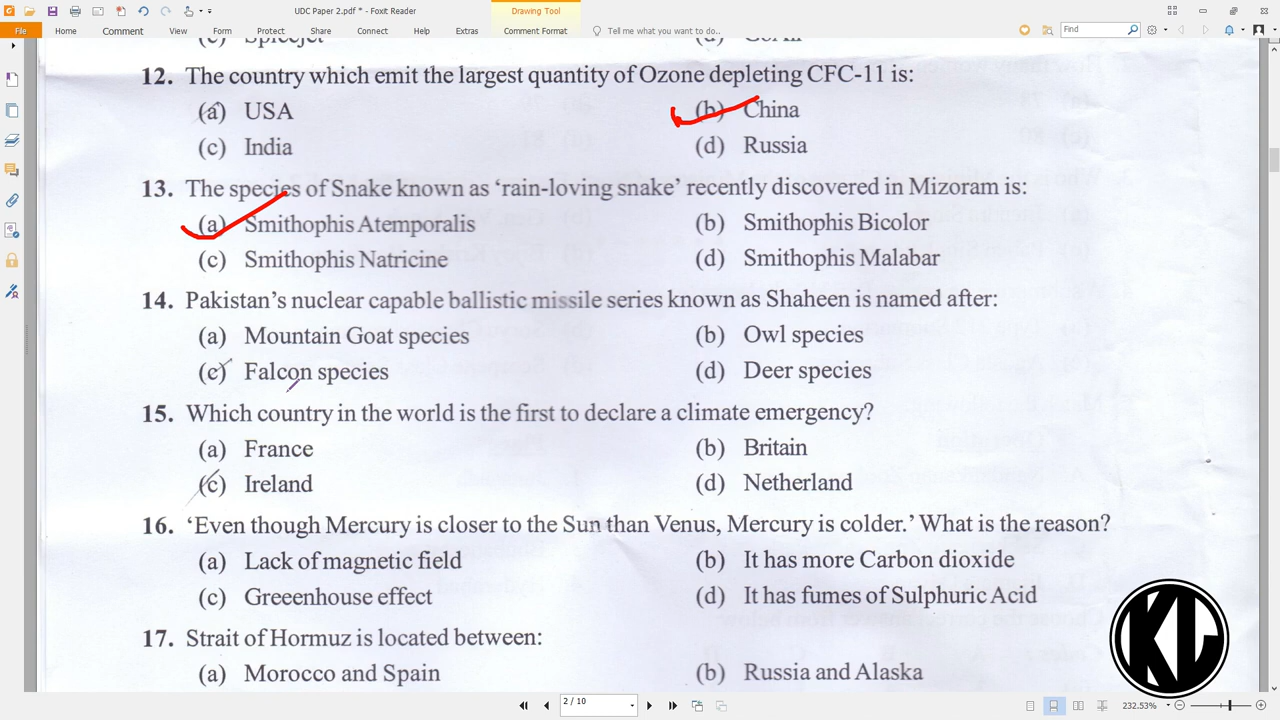 UDC Paper 2.pdf * - Foxit Reader
Drawing Tool
File Home Comment View Form Protect Share Connect Help Extras Comment Format Tell me what you want to do.. Find
(c) Spicejet (d) GoAir
12. The country which emit the largest quantity of Ozone depleting CFC-11 is:
(a) USA (b) China
(c) India (d) Russia
13. The species of Snake known as ‘rain-loving snake’ recently discovered in Mizoram is:
(a) Smithophis Atemporalis (b) Smithophis Bicolor
(c) Smithophis Natricine (d) Smithophis Malabar
14. Pakistan’s nuclear capable ballistic missile series known as Shaheen is named after:
(a) Mountain Goat species (b) Owl species
(c) Falcon species (d) Deer species
15. Which country in the world is the first to declare a climate emergency?
(a) France (b) Britain
(c) Ireland (d) Netherland
16. ‘Even though Mercury is closer to the Sun than Venus, Mercury is colder.’ What is the reason?
(a) Lack of magnetic field (b) It has more Carbon dioxide
(c) Greeenhouse effect (d) It has fumes of Sulphuric Acid
17. Strait of Hormuz is located between:
(a) Morocco and Spain (b) Russia and Alaska
2 / 10
232.53%